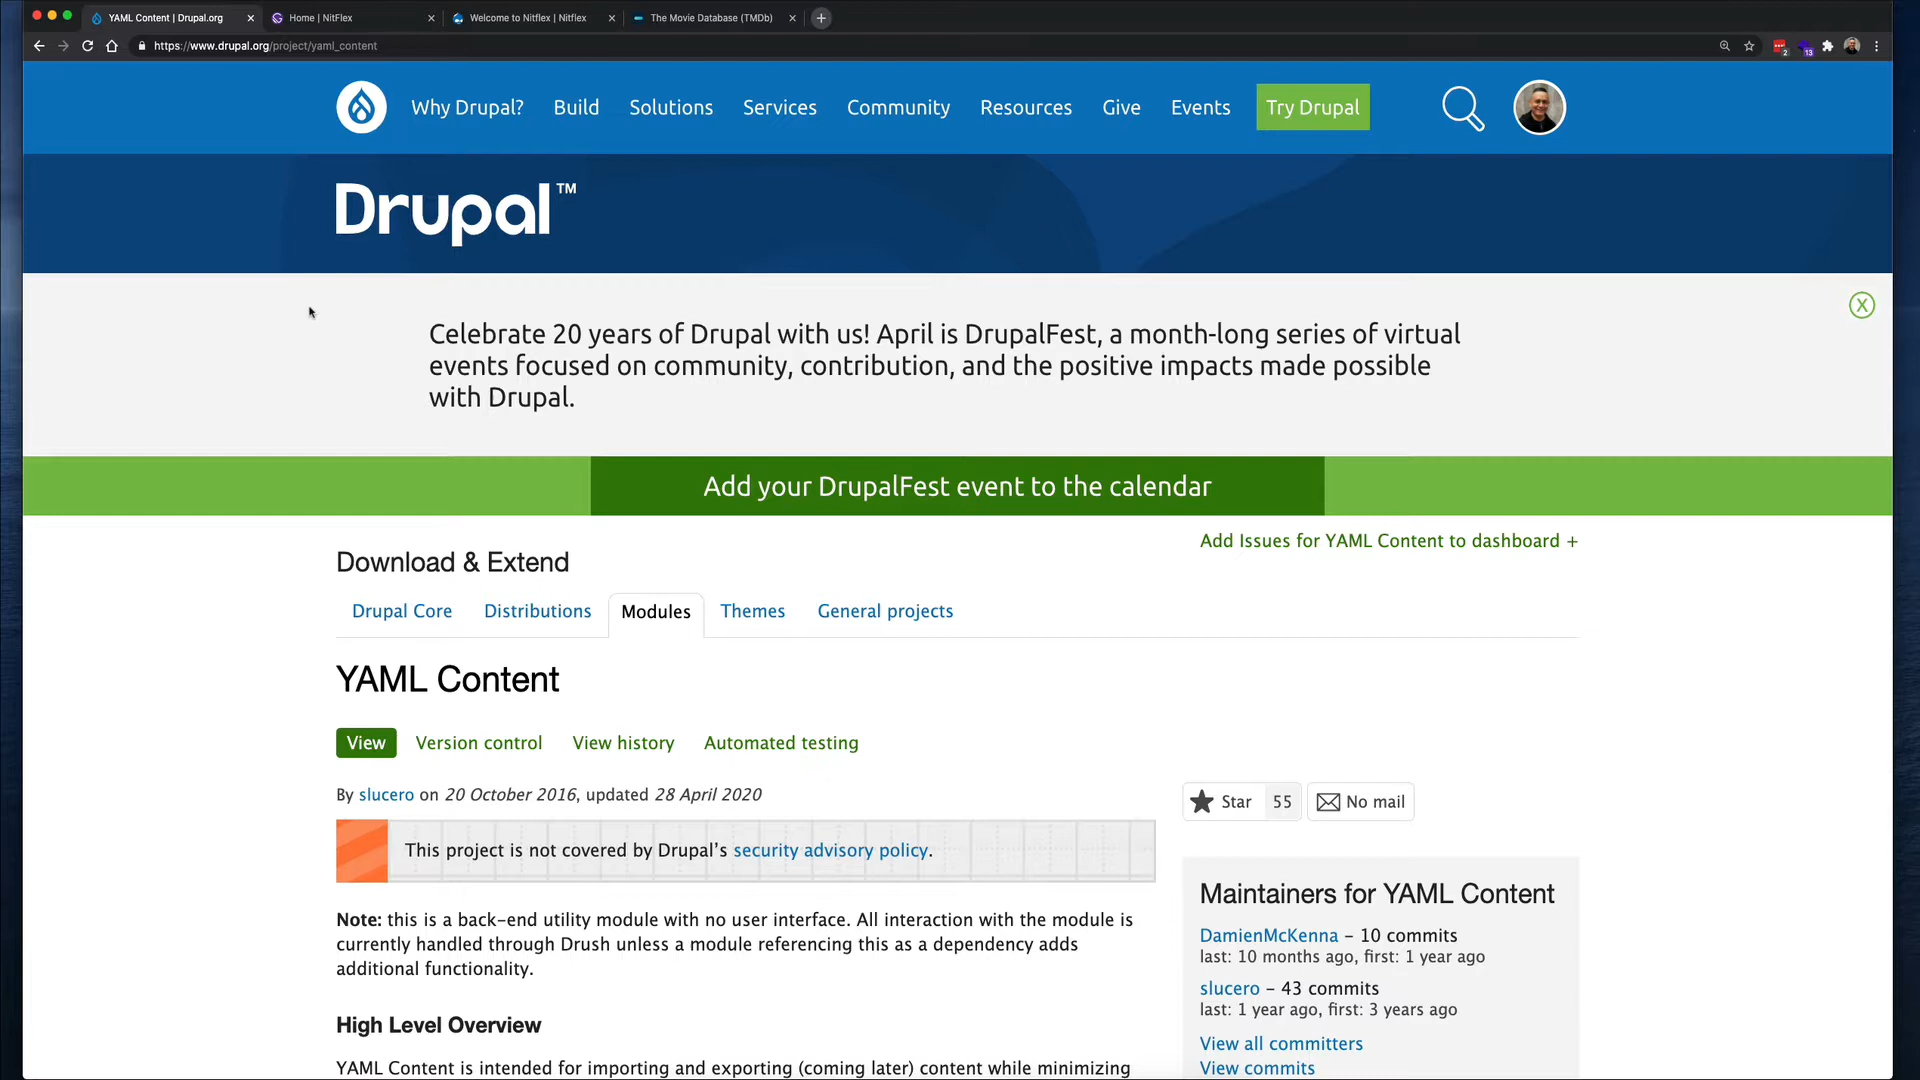 YAML Content | Drupal.org
Home | NitFlex
Welcome to Nitflex | Nitflex
The Movie Database (TMDb)
https://www.drupal.org/project/yaml_content
2
13
Why Drupal?
Build
Solutions
Services
Community
Resources
Give
Events
Try Drupal
Drupal™
Celebrate 20 years of Drupal with us! April is DrupalFest, a month-long series of virtual
events focused on community, contribution, and the positive impacts made possible
with Drupal.
X
Add your DrupalFest event to the calendar
Add Issues for YAML Content to dashboard +
Download & Extend
Drupal Core
Distributions
Modules
Themes
General projects
YAML Content
View
Version control
View history
Automated testing
By slucero on 20 October 2016, updated 28 April 2020
Star 55
No mail
This project is not covered by Drupal’s security advisory policy.
Note: this is a back-end utility module with no user interface. All interaction with the module is
currently handled through Drush unless a module referencing this as a dependency adds
additional functionality.
High Level Overview
YAML Content is intended for importing and exporting (coming later) content while minimizing
Maintainers for YAML Content
DamienMcKenna – 10 commits
last: 10 months ago, first: 1 year ago
slucero – 43 commits
last: 1 year ago, first: 3 years ago
View all committers
View commits